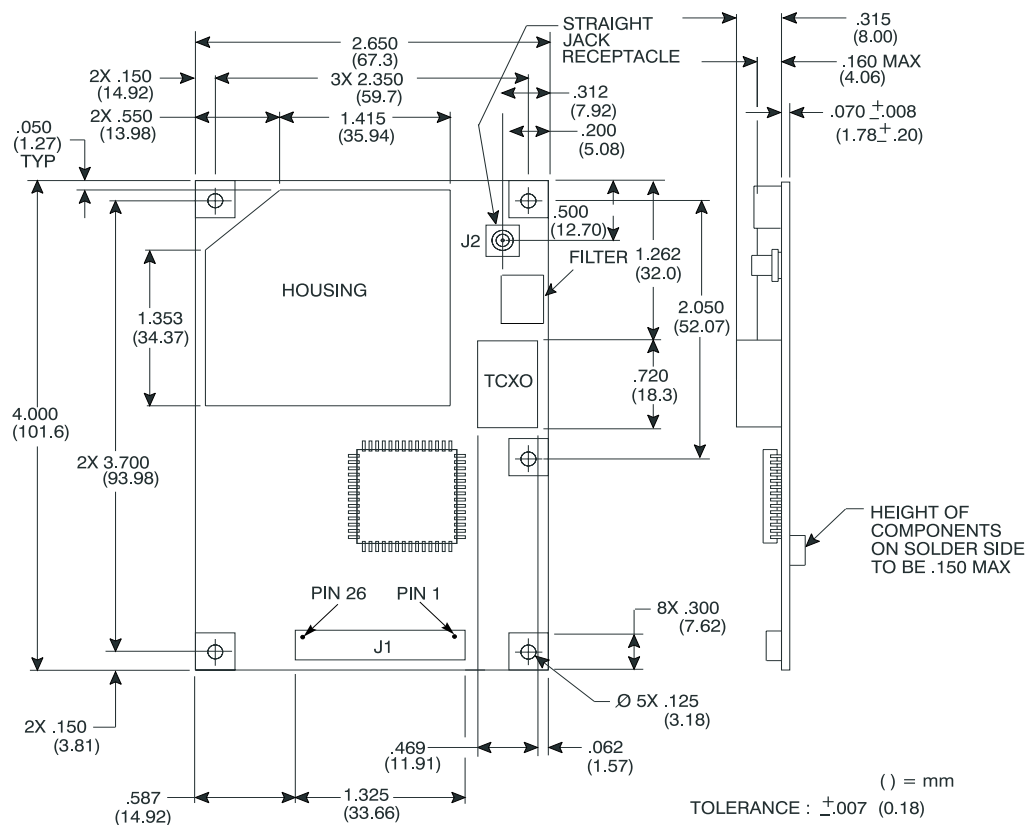 STRAIGHT
JACK
RECEPTACLE
2.650
(67.3)
.315
(8.00)
2X .150
(14.92)
3X 2.350
(59.7)
.160 MAX
(4.06)
.312
(7.92)
2X .550
(13.98)
1.415
(35.94)
.070 ±.008
(1.78±.20)
.050
(1.27)
TYP
.200
(5.08)
.500
(12.70)
J2
FILTER
1.262
(32.0)
HOUSING
2.050
(52.07)
1.353
(34.37)
TCXO
.720
(18.3)
4.000
(101.6)
2X 3.700
(93.98)
HEIGHT OF
COMPONENTS
ON SOLDER SIDE
TO BE .150 MAX
PIN 26
PIN 1
8X .300
(7.62)
J1
Ø 5X .125
(3.18)
2X .150
(3.81)
.469
(11.91)
.062
(1.57)
( ) = mm
.587
(14.92)
1.325
(33.66)
TOLERANCE : ±.007 (0.18)